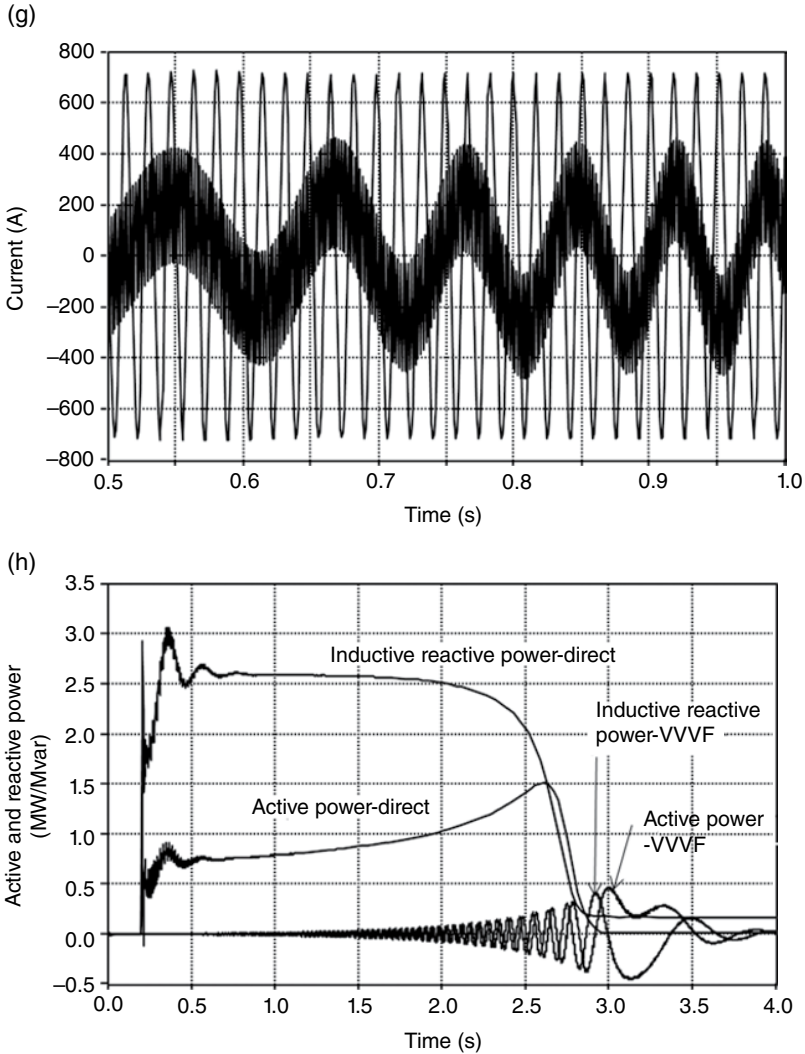 (g)
800
600
400
200
0
–200
–400
–600
–800
Current (A)
0.5 0.6 0.7 0.8 0.9 1.0
Time (s)
(h)
3.5
3.0
2.5
2.0
1.5
1.0
0.5
0.0
–0.5
Active and reactive power
(MW/Mvar)
Inductive reactive power-direct
Inductive reactive
power-VVVF
Active power-direct
Active power
-VVVF
0.0 0.5 1.0 1.5 2.0 2.5 3.0 3.5 4.0
Time (s)